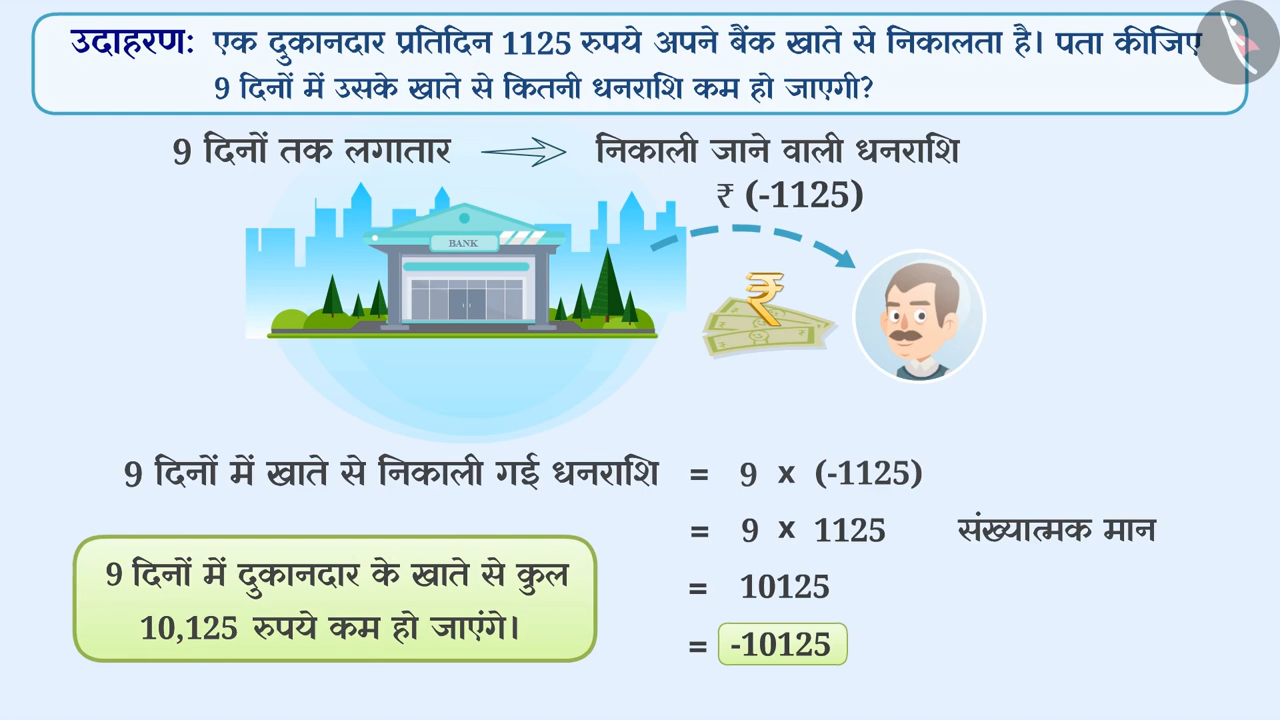 उदाहरण: एक दुकानदार प्रतिदिन 1125 रुपये अपने बैंक खाते से निकालता है। पता कीजिए
9 दिनों में उसके खाते से कितनी धनराशि कम हो जाएगी?
9 दिनों तक लगातार
निकाली जाने वाली धनराशि
₹ (-1125)
BANK
9 दिनों में खाते से निकाली गई धनराशि = 9 x (-1125)
= 9 x 1125 संख्यात्मक मान
= 10125
= -10125
9 दिनों में दुकानदार के खाते से कुल
10,125 रुपये कम हो जाएंगे।